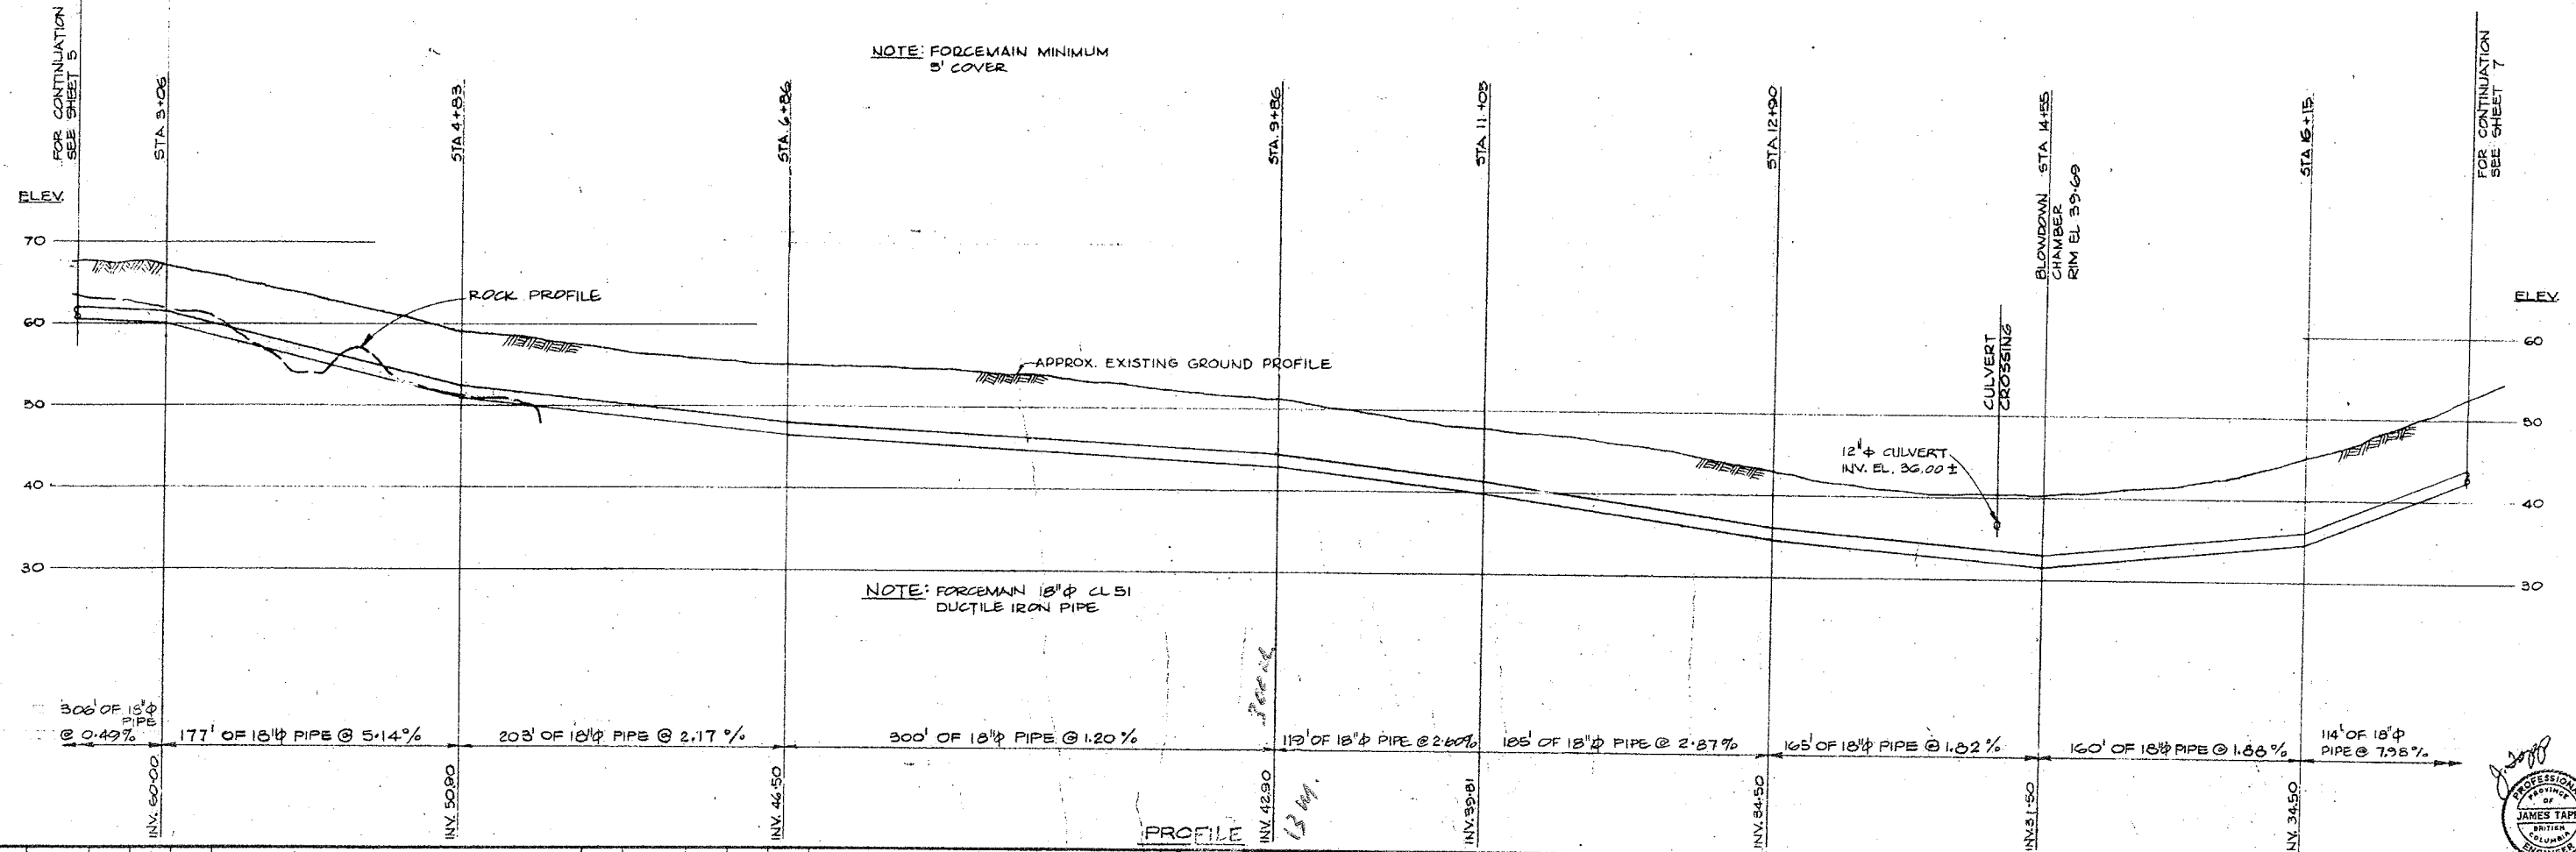 FOR CONTINUATION
SEE SHEET 5
STA 3+06
STA 4+83
NOTE: FORCEMAIN MINIMUM
3' COVER
STA. 6+86
STA. 9+86
STA 11+05
STA 12+90
BLOWDOWN STA 14+55
CHAMBER
RIM EL 39.69
STA 16+15
FOR CONTINUATION
SEE SHEET 7
ELEV.
70
60
50
40
30
ROCK PROFILE
APPROX. EXISTING GROUND PROFILE
CULVERT
CROSSING
12"φ CULVERT
INV. EL. 36.00 ±
ELEV.
60
50
40
30
NOTE: FORCEMAIN 18"φ CL 51
DUCTILE IRON PIPE
306' OF 18"φ
PIPE
@ 0.49%
177' OF 18"φ PIPE @ 5.14%
203' OF 18"φ PIPE @ 2.17 %
300' OF 18"φ PIPE @ 1.20 %
119' OF 18"φ PIPE @ 2.60%
185' OF 18"φ PIPE @ 2.87%
165' OF 18"φ PIPE @ 1.82 %
160' OF 18"φ PIPE @ 1.88 %
114' OF 18"φ
PIPE @ 7.98%
INV. 60.00
INV. 50.90
INV. 46.50
INV. 42.90
INV. 39.81
INV. 34.50
INV. 31.50
INV. 34.50
PROFILE
PROFESSIONAL
PROVINCE
OF
JAMES
BRITISH
COLUMBIA
ENGINEER